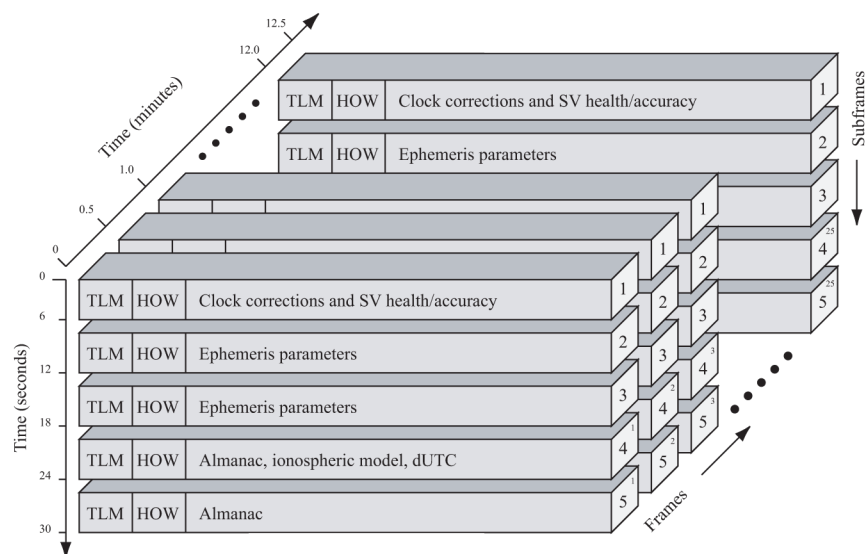 12.5
12.0
Time (minutes)
1.0
0.5
0
Subframes
TLM HOW Clock corrections and SV health/accuracy 1
TLM HOW Ephemeris parameters 2
3
4 25
5 25
1
2
3
4 3
5 3
1
2
3
4 2
5 2
0
TLM HOW Clock corrections and SV health/accuracy 1
6
TLM HOW Ephemeris parameters 2
12
TLM HOW Ephemeris parameters 3
18
TLM HOW Almanac, ionospheric model, dUTC 4 1
24
TLM HOW Almanac 5 1
30
Time (seconds)
Frames